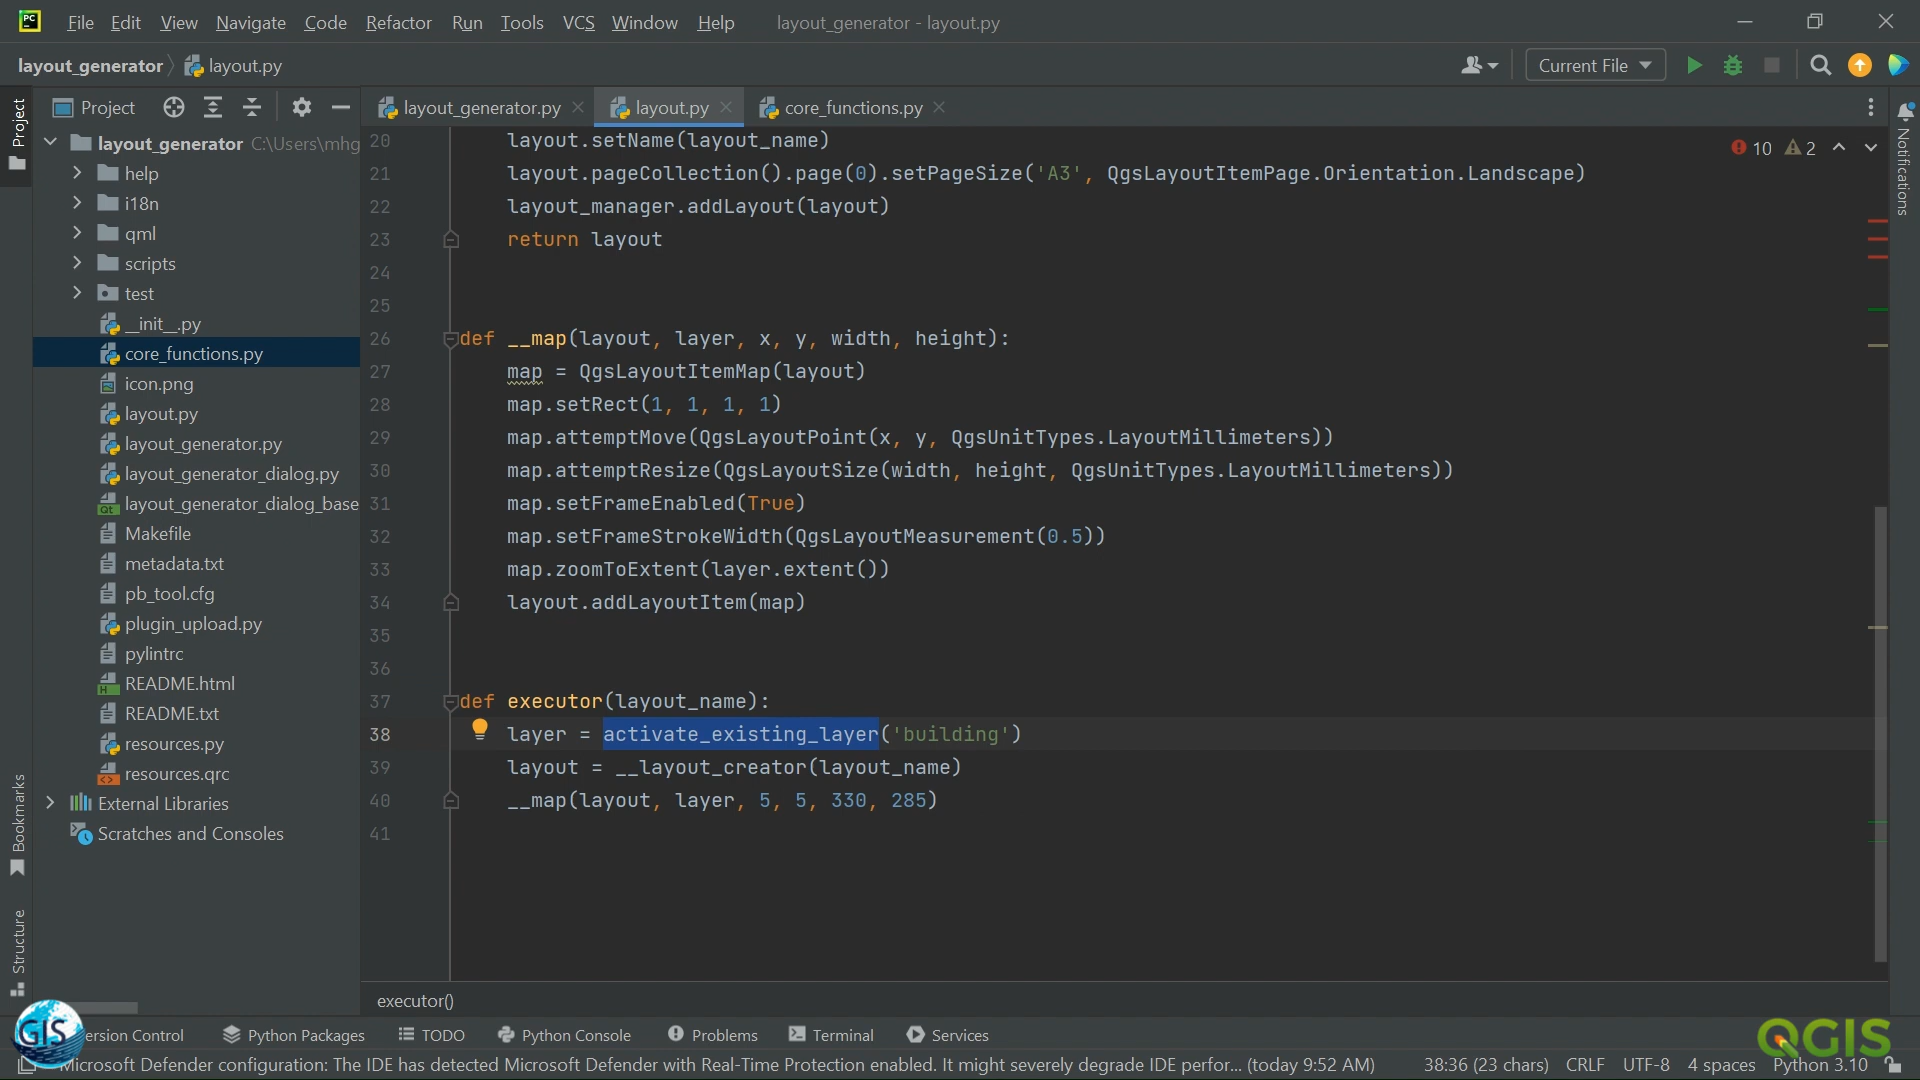 File Edit View Navigate Code Refactor Run Tools VCS Window Help layout_generator - layout.py
layout_generator layout.py Current File
Project layout_generator.py layout.py core_functions.py
Project
Notifications
Bookmarks
Structure
layout_generator C:\Users\mhg
help
i18n
qml
scripts
test
__init__.py
core_functions.py
icon.png
layout.py
layout_generator.py
layout_generator_dialog.py
layout_generator_dialog_base
Makefile
metadata.txt
pb_tool.cfg
plugin_upload.py
pylintrc
README.html
README.txt
resources.py
resources.qrc
External Libraries
Scratches and Consoles
10 2
20 layout.setName(layout_name)
21 layout.pageCollection().page(0).setPageSize('A3', QgsLayoutItemPage.Orientation.Landscape)
22 layout_manager.addLayout(layout)
23 return layout
24
25
26 def __map(layout, layer, x, y, width, height):
27 map = QgsLayoutItemMap(layout)
28 map.setRect(1, 1, 1, 1)
29 map.attemptMove(QgsLayoutPoint(x, y, QgsUnitTypes.LayoutMillimeters))
30 map.attemptResize(QgsLayoutSize(width, height, QgsUnitTypes.LayoutMillimeters))
31 map.setFrameEnabled(True)
32 map.setFrameStrokeWidth(QgsLayoutMeasurement(0.5))
33 map.zoomToExtent(layer.extent())
34 layout.addLayoutItem(map)
35
36
37 def executor(layout_name):
38 layer = activate_existing_layer('building')
39 layout = __layout_creator(layout_name)
40 __map(layout, layer, 5, 5, 330, 285)
41
executor()
ersion Control Python Packages TODO Python Console Problems Terminal Services
Microsoft Defender configuration: The IDE has detected Microsoft Defender with Real-Time Protection enabled. It might severely degrade IDE perfor... (today 9:52 AM) 38:36 (23 chars) CRLF UTF-8 4 spaces Python 3.10
GIS
QGIS